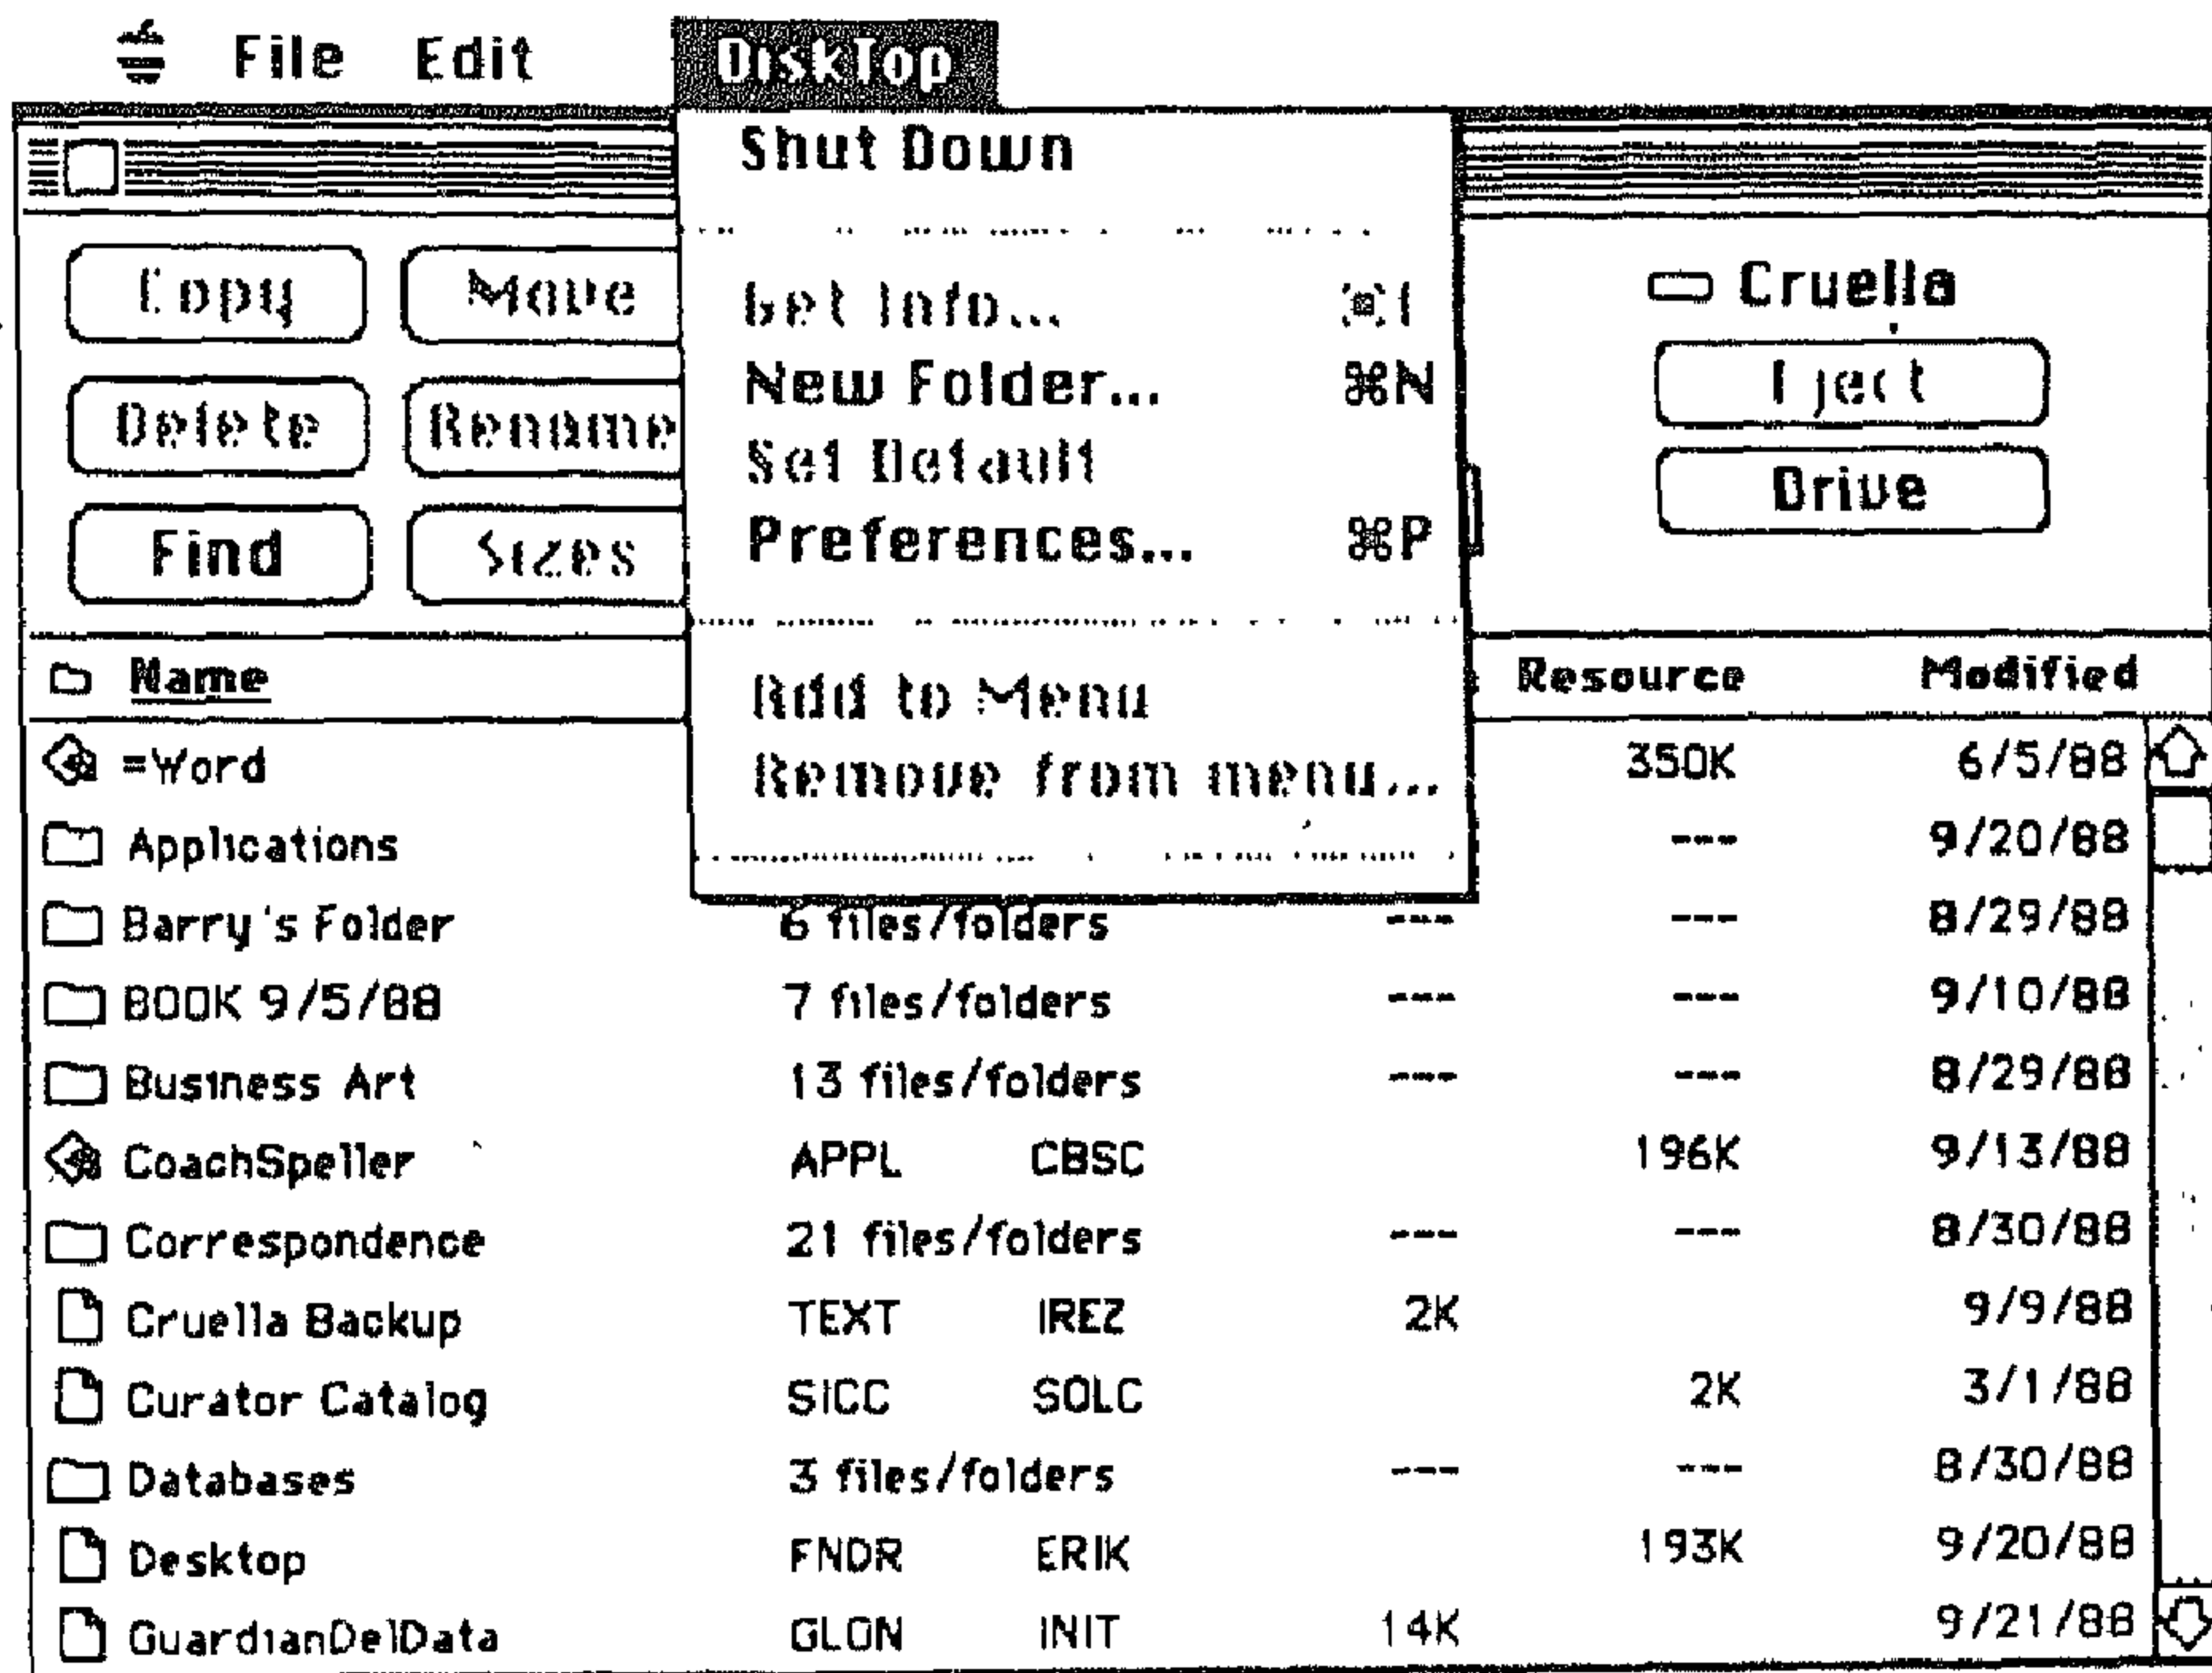 File Edit DiskTop
Shut Down
Copy Move Get Info... ⌘I Cruella
New Folder... ⌘N Eject
Delete Rename Set Default Drive
Find Sizes Preferences... ⌘P
Name Add to Menu Resource Modified
=Word Remove from menu... 350K 6/5/88
Applications --- 9/20/88
Barry's Folder 6 files/folders --- --- 8/29/88
BOOK 9/5/88 7 files/folders --- --- 9/10/88
Business Art 13 files/folders --- --- 8/29/88
CoachSpeller APPL CBSC 196K 9/13/88
Correspondence 21 files/folders --- --- 8/30/88
Cruella Backup TEXT IREZ 2K 9/9/88
Curator Catalog SICC SOLC 2K 3/1/88
Databases 3 files/folders --- --- 8/30/88
Desktop FNDR ERIK 193K 9/20/88
GuardianDelData GLON INIT 14K 9/21/88